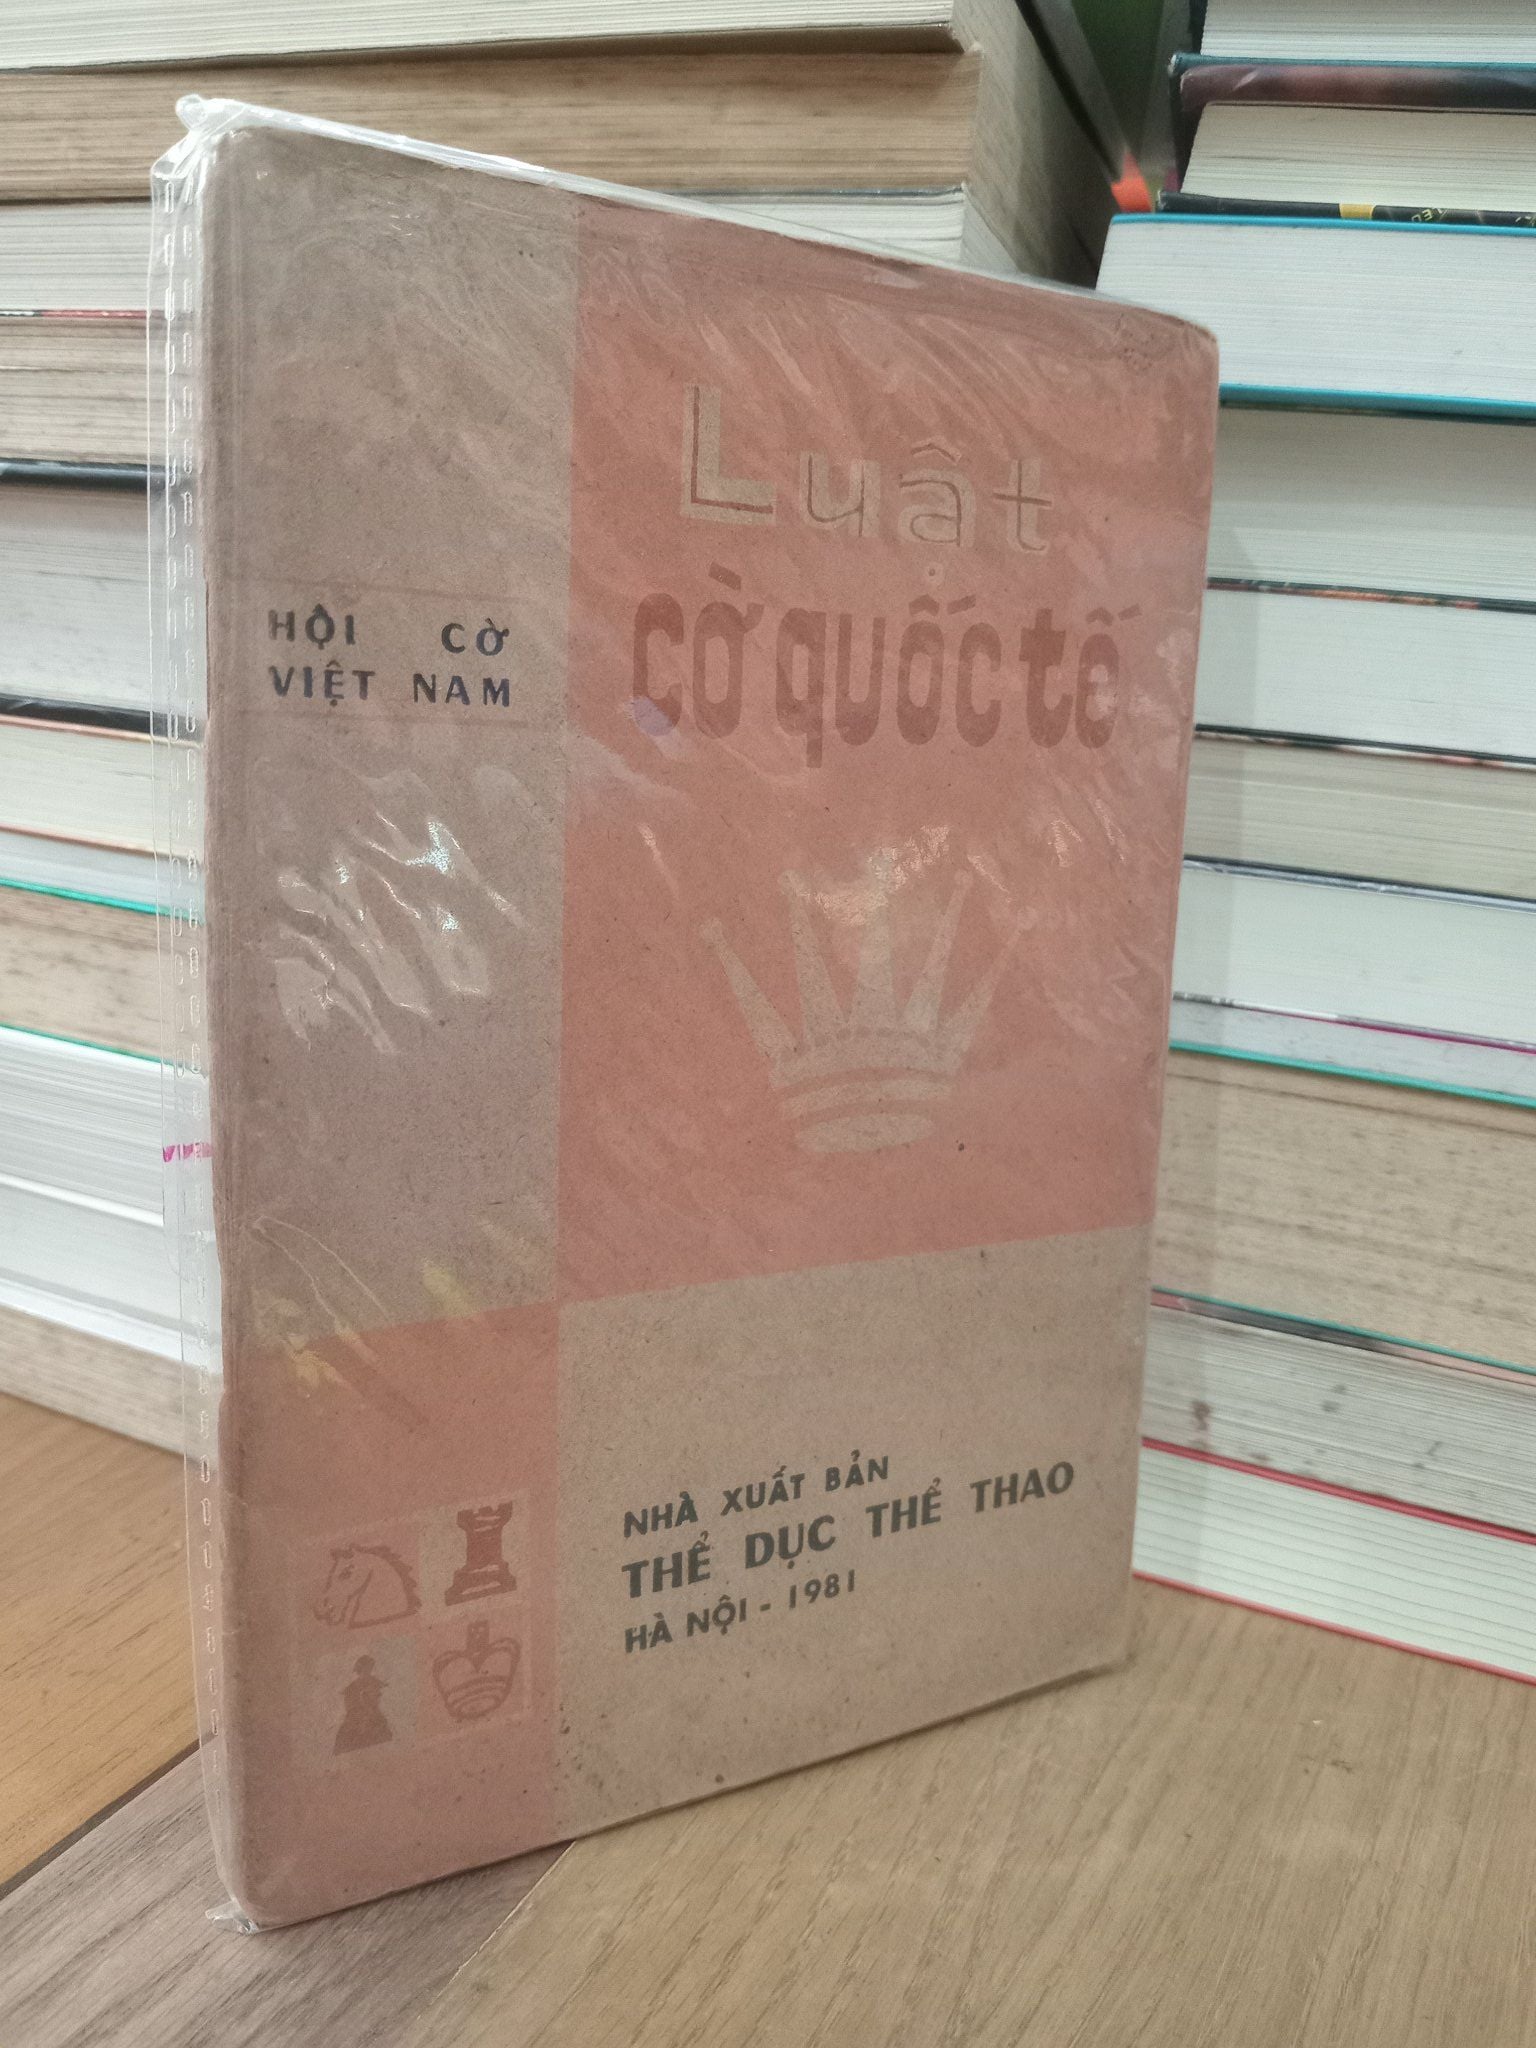 HỘI CỜ
VIỆT NAM
Luật
cờ quốc tế
NHÀ XUẤT BẢN
THỂ DỤC THỂ THAO
HÀ NỘI - 1981